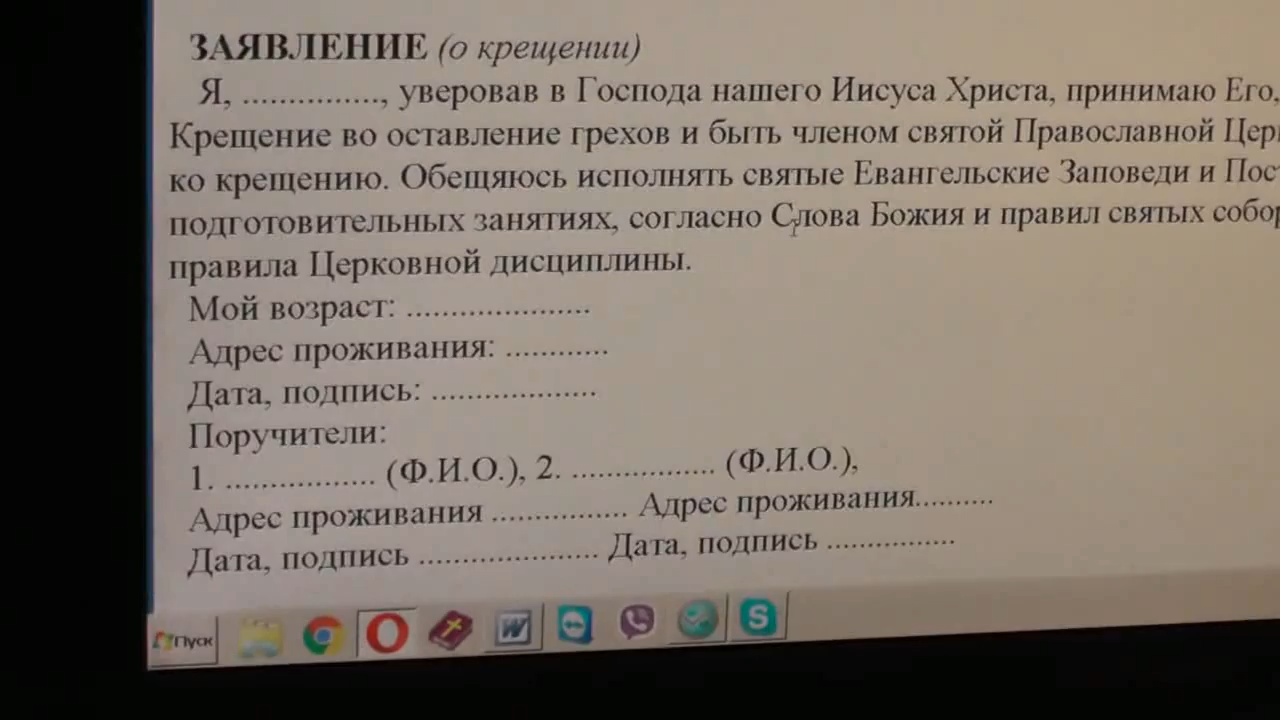 ЗАЯВЛЕНИЕ (о крещении)
Я, ..............., уверовав в Господа нашего Иисуса Христа, принимаю Его,
Крещение во оставление грехов и быть членом святой Православной
ко крещению. Обещяюсь исполнять святые Евангельские Заповеди и
подготовительных занятиях, согласно Слова Божия и правил святых
правила Церковной дисциплины.
Мой возраст: ....................
Адрес проживания: ............
Дата, подпись: ..................
Поручители:
1. ................ (Ф.И.О.), 2. ................ (Ф.И.О.),
Адрес проживания ............... Адрес проживания.........
Дата, подпись .................... Дата, подпись ...............
Пуск